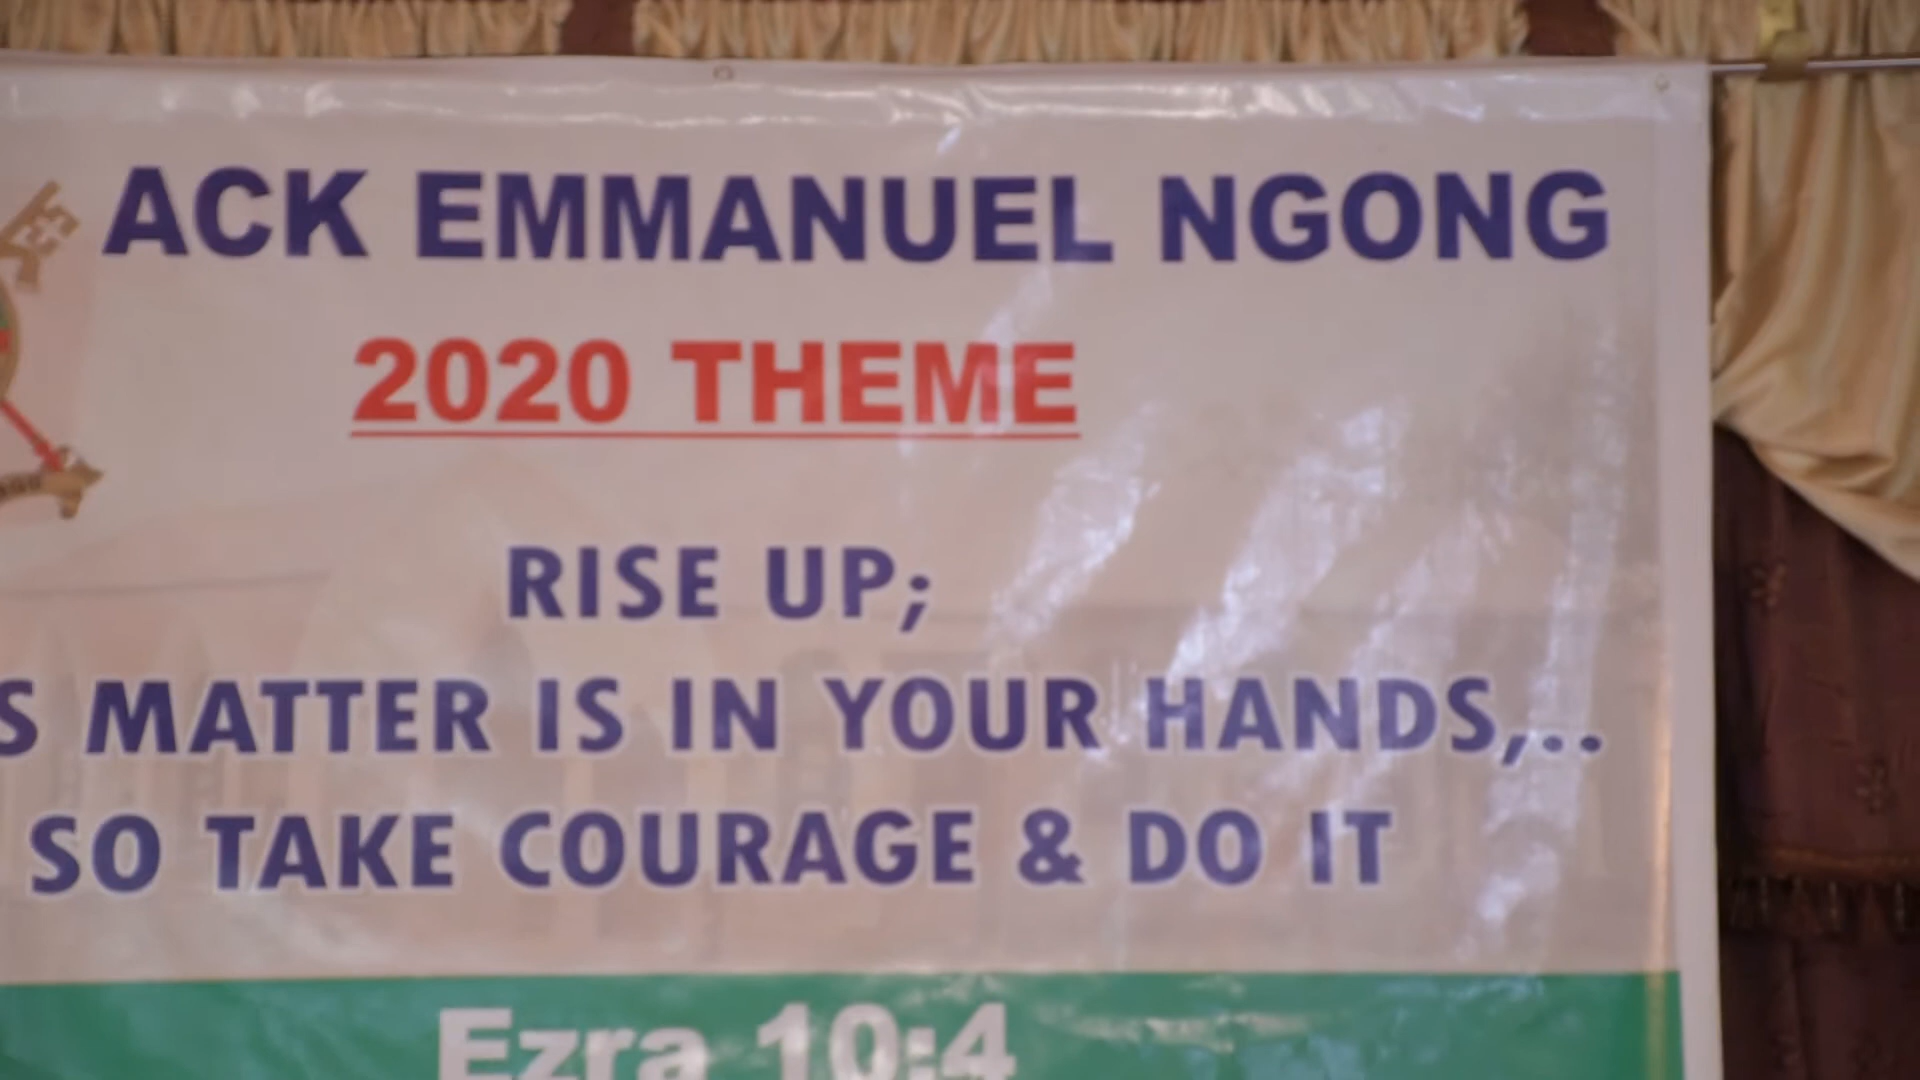 ACK EMMANUEL NGONG
2020 THEME
RISE UP;
S MATTER IS IN YOUR HANDS,..
SO TAKE COURAGE & DO IT
Ezra 10:4